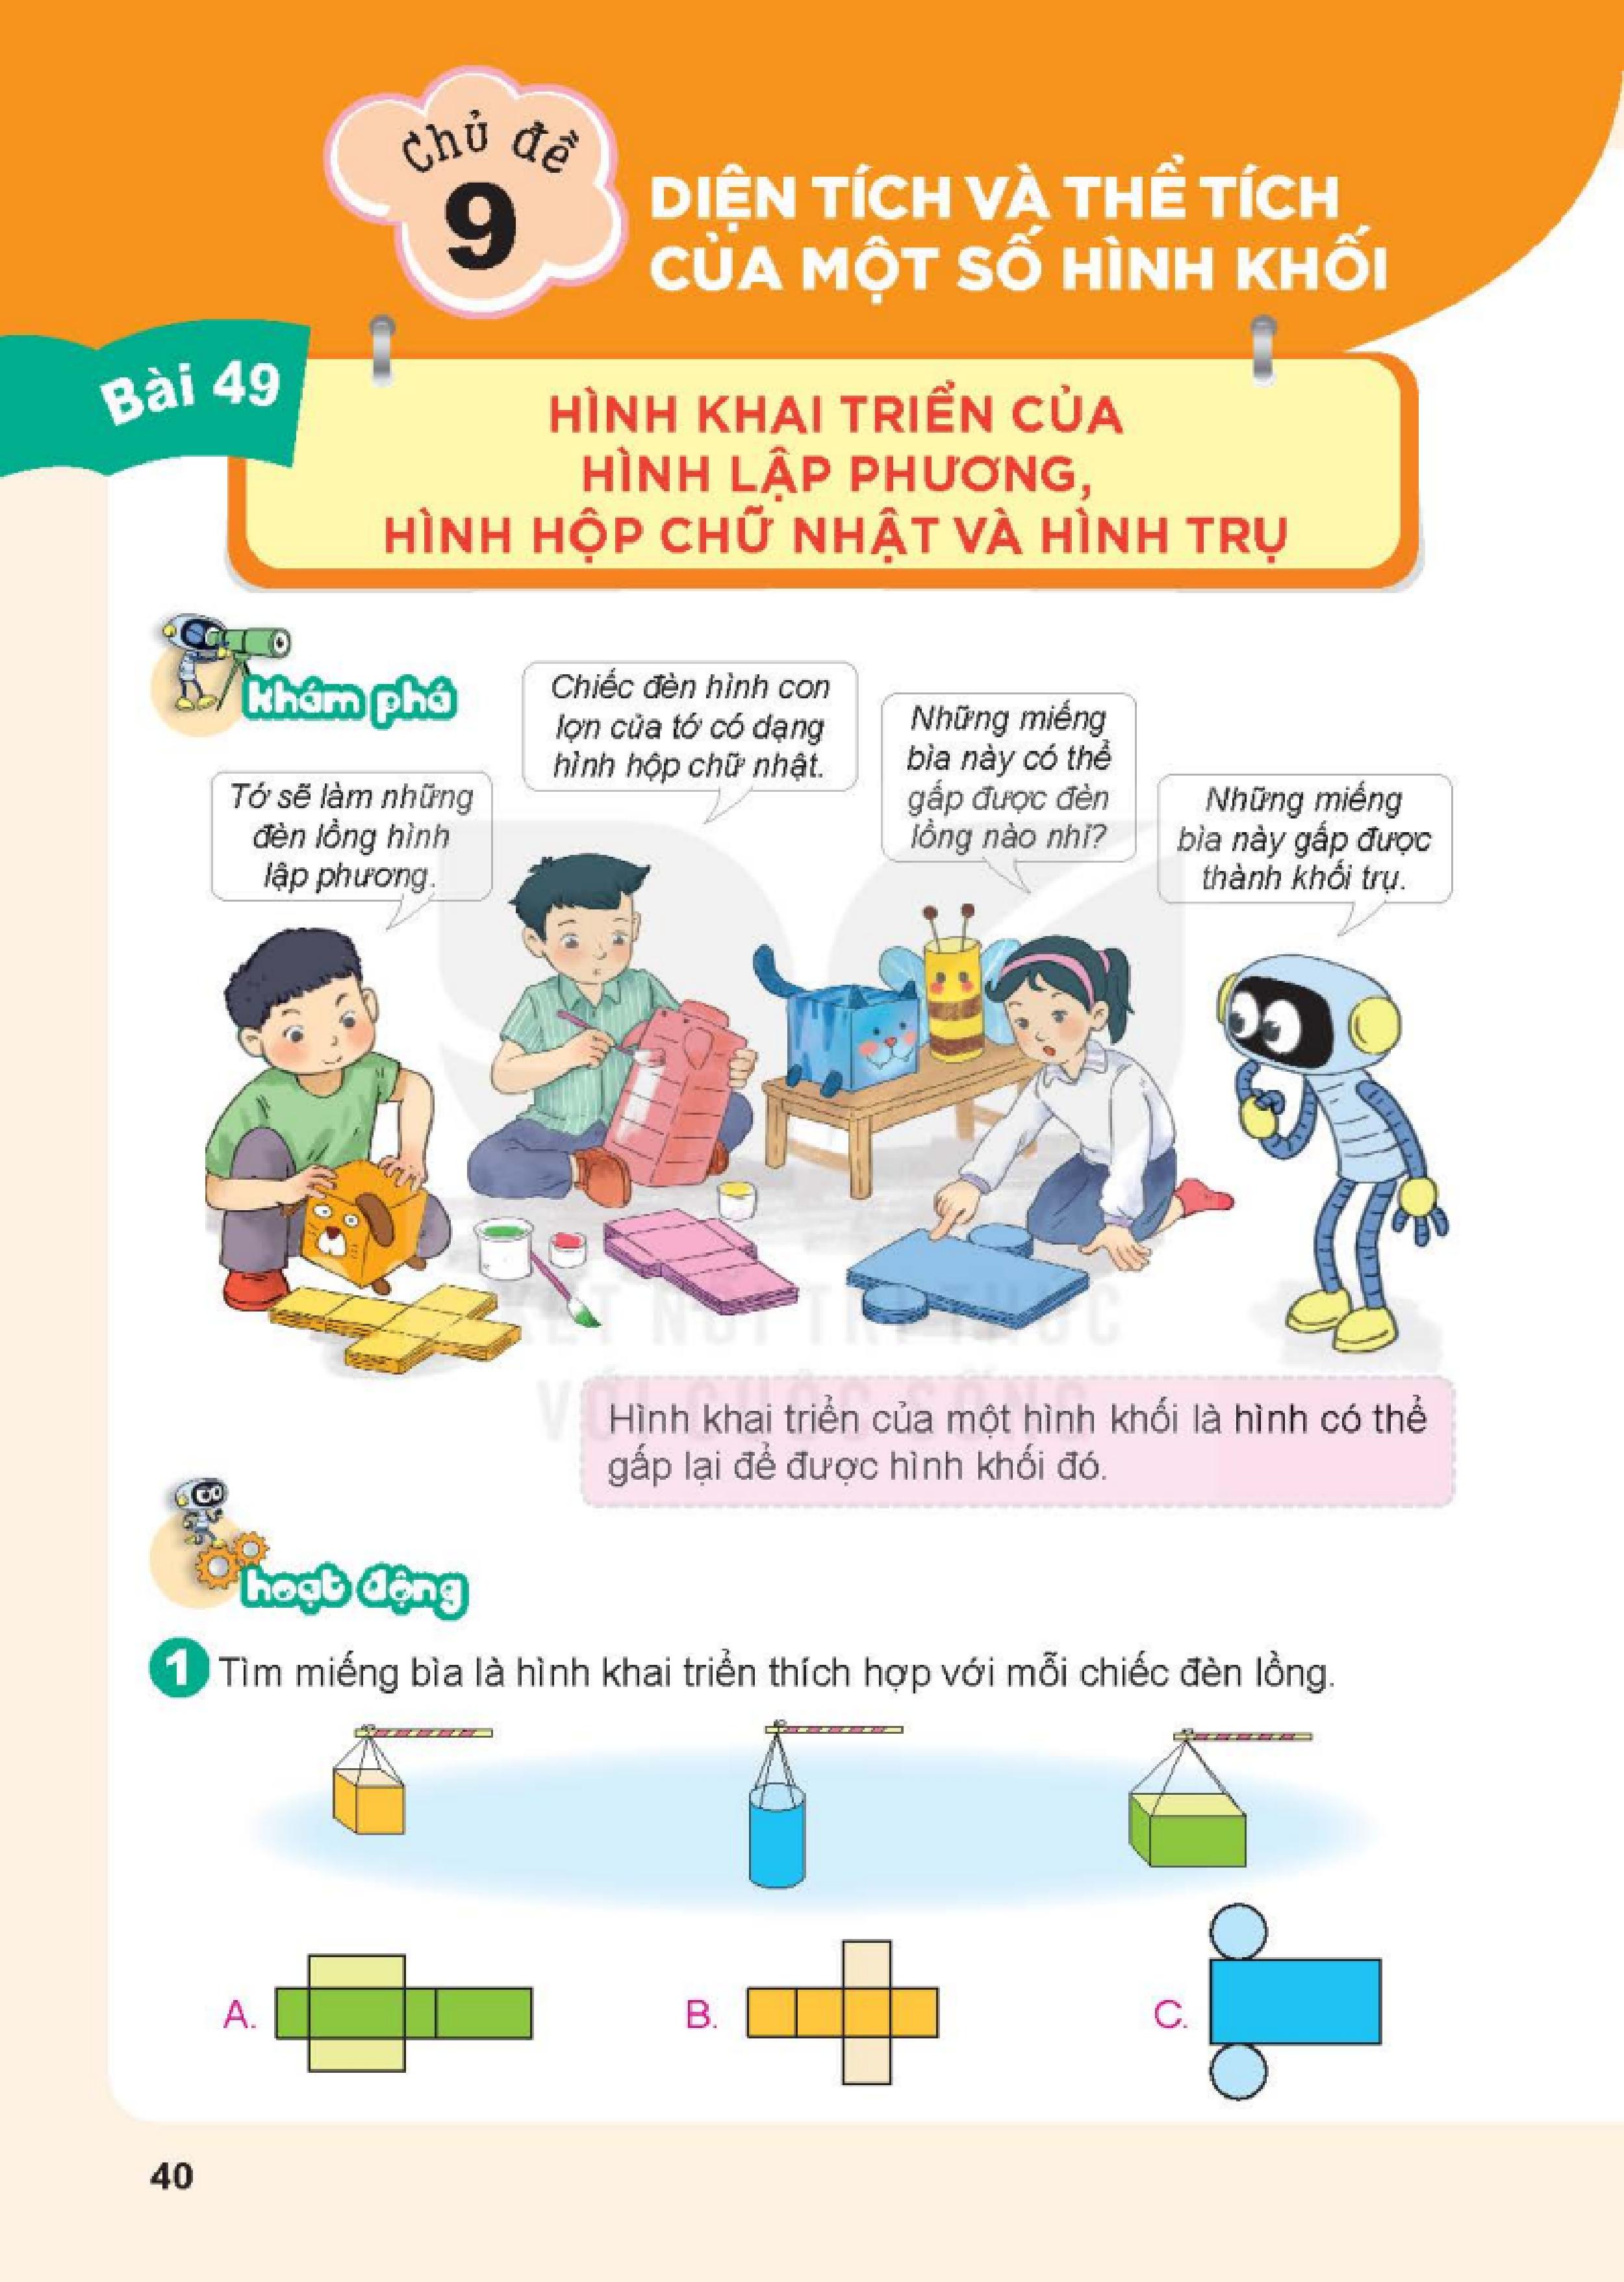 Chủ đề
9
DIỆN TÍCH VÀ THỂ TÍCH
CỦA MỘT SỐ HÌNH KHỐI
Bài 49
HÌNH KHAI TRIỂN CỦA
HÌNH LẬP PHƯƠNG,
HÌNH HỘP CHỮ NHẬT VÀ HÌNH TRỤ
khám phá
Tớ sẽ làm những
đèn lồng hình
lập phương.
Chiếc đèn hình con
lợn của tớ có dạng
hình hộp chữ nhật.
Những miếng
bìa này có thể
gấp được đèn
lồng nào nhỉ?
Những miếng
bìa này gấp được
thành khối trụ.
KẾT NỐI TRI THỨC
VỚI CUỘC SỐNG
Hình khai triển của một hình khối là hình có thể
gấp lại để được hình khối đó.
hoạt động
1 Tìm miếng bìa là hình khai triển thích hợp với mỗi chiếc đèn lồng.
A.
B.
C.
40